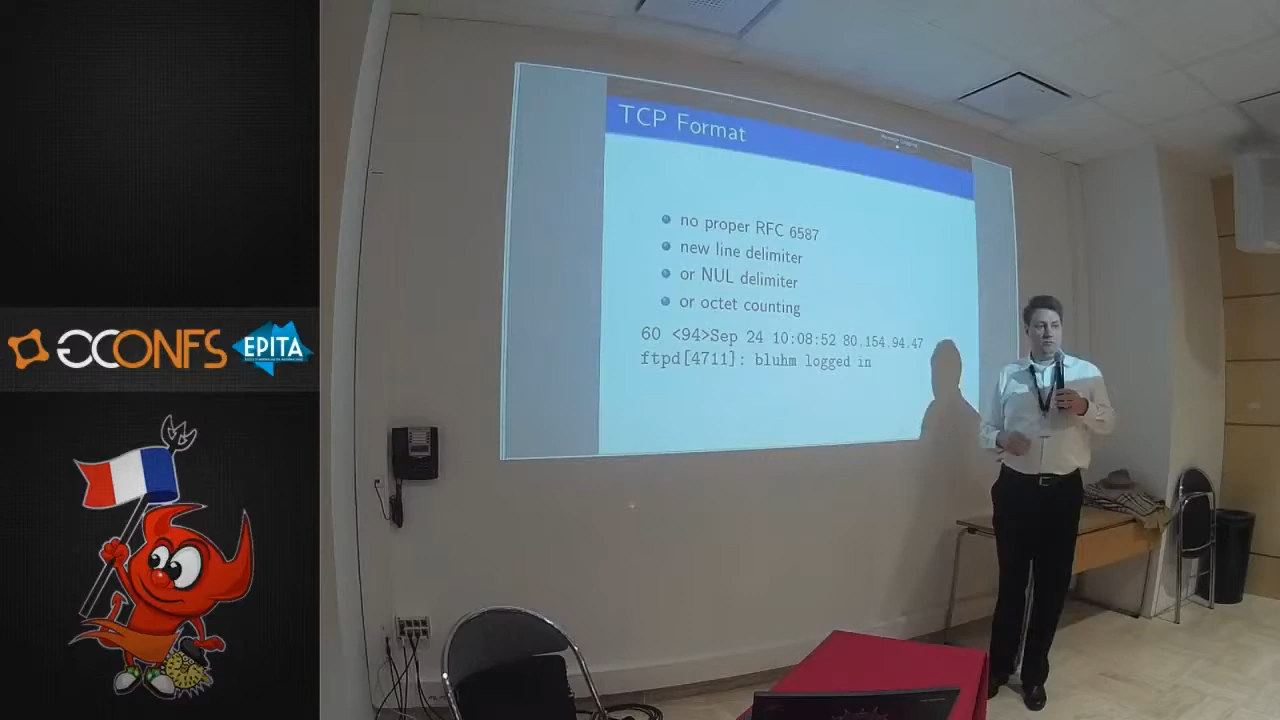 TCP Format
no proper RFC 6587
new line delimiter
or NUL delimiter
or octet counting
60 <94>Sep 24 10:08:52 80.154.94.47
ftpd[4711]: bluhm logged in
GCONFS
EPITA